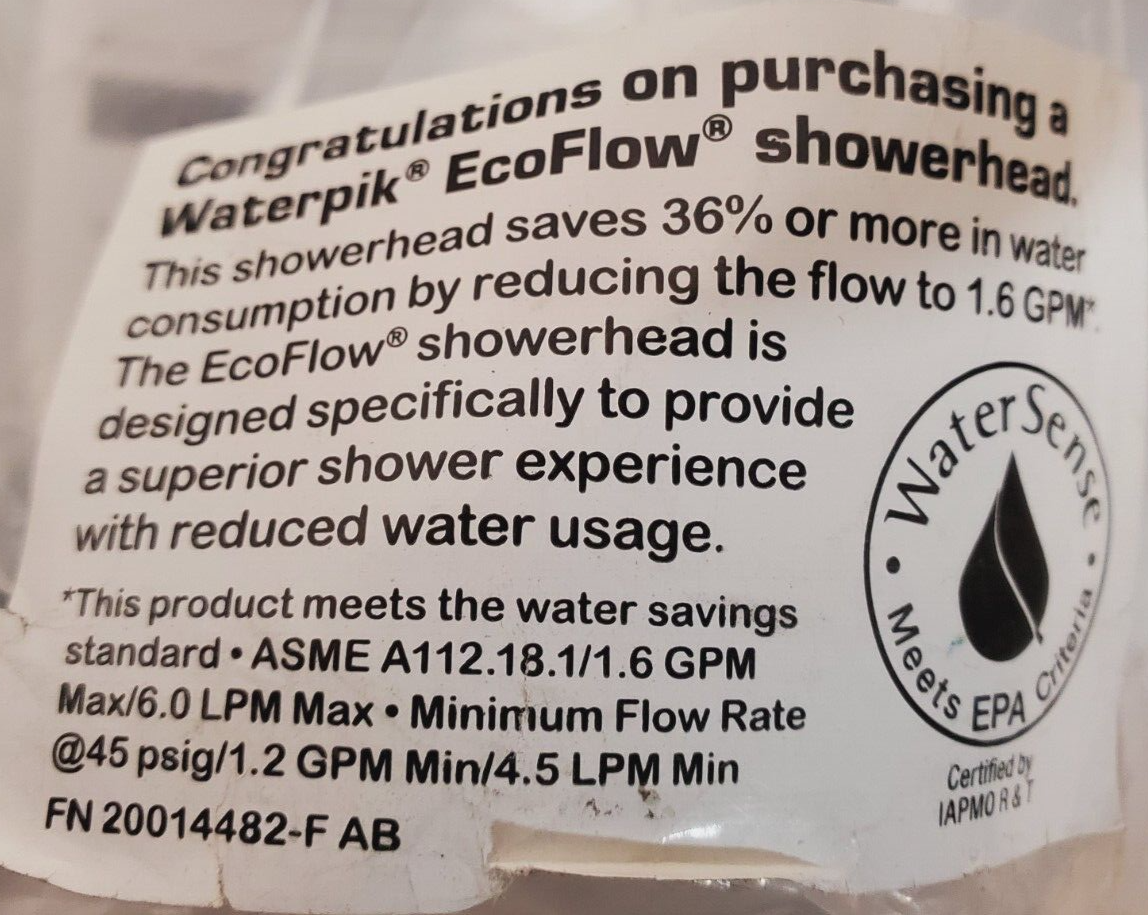 Congratulations on purchasing a
Waterpik® EcoFlow® showerhead.
This showerhead saves 36% or more in water
consumption by reducing the flow to 1.6 GPM*.
The EcoFlow® showerhead is
designed specifically to provide
a superior shower experience
with reduced water usage.
*This product meets the water savings
standard • ASME A112.18.1/1.6 GPM
Max/6.0 LPM Max • Minimum Flow Rate
@45 psig/1.2 GPM Min/4.5 LPM Min
FN 20014482-F AB
• WaterSense •
Meets EPA Criteria
Certified by
IAPMO R & T